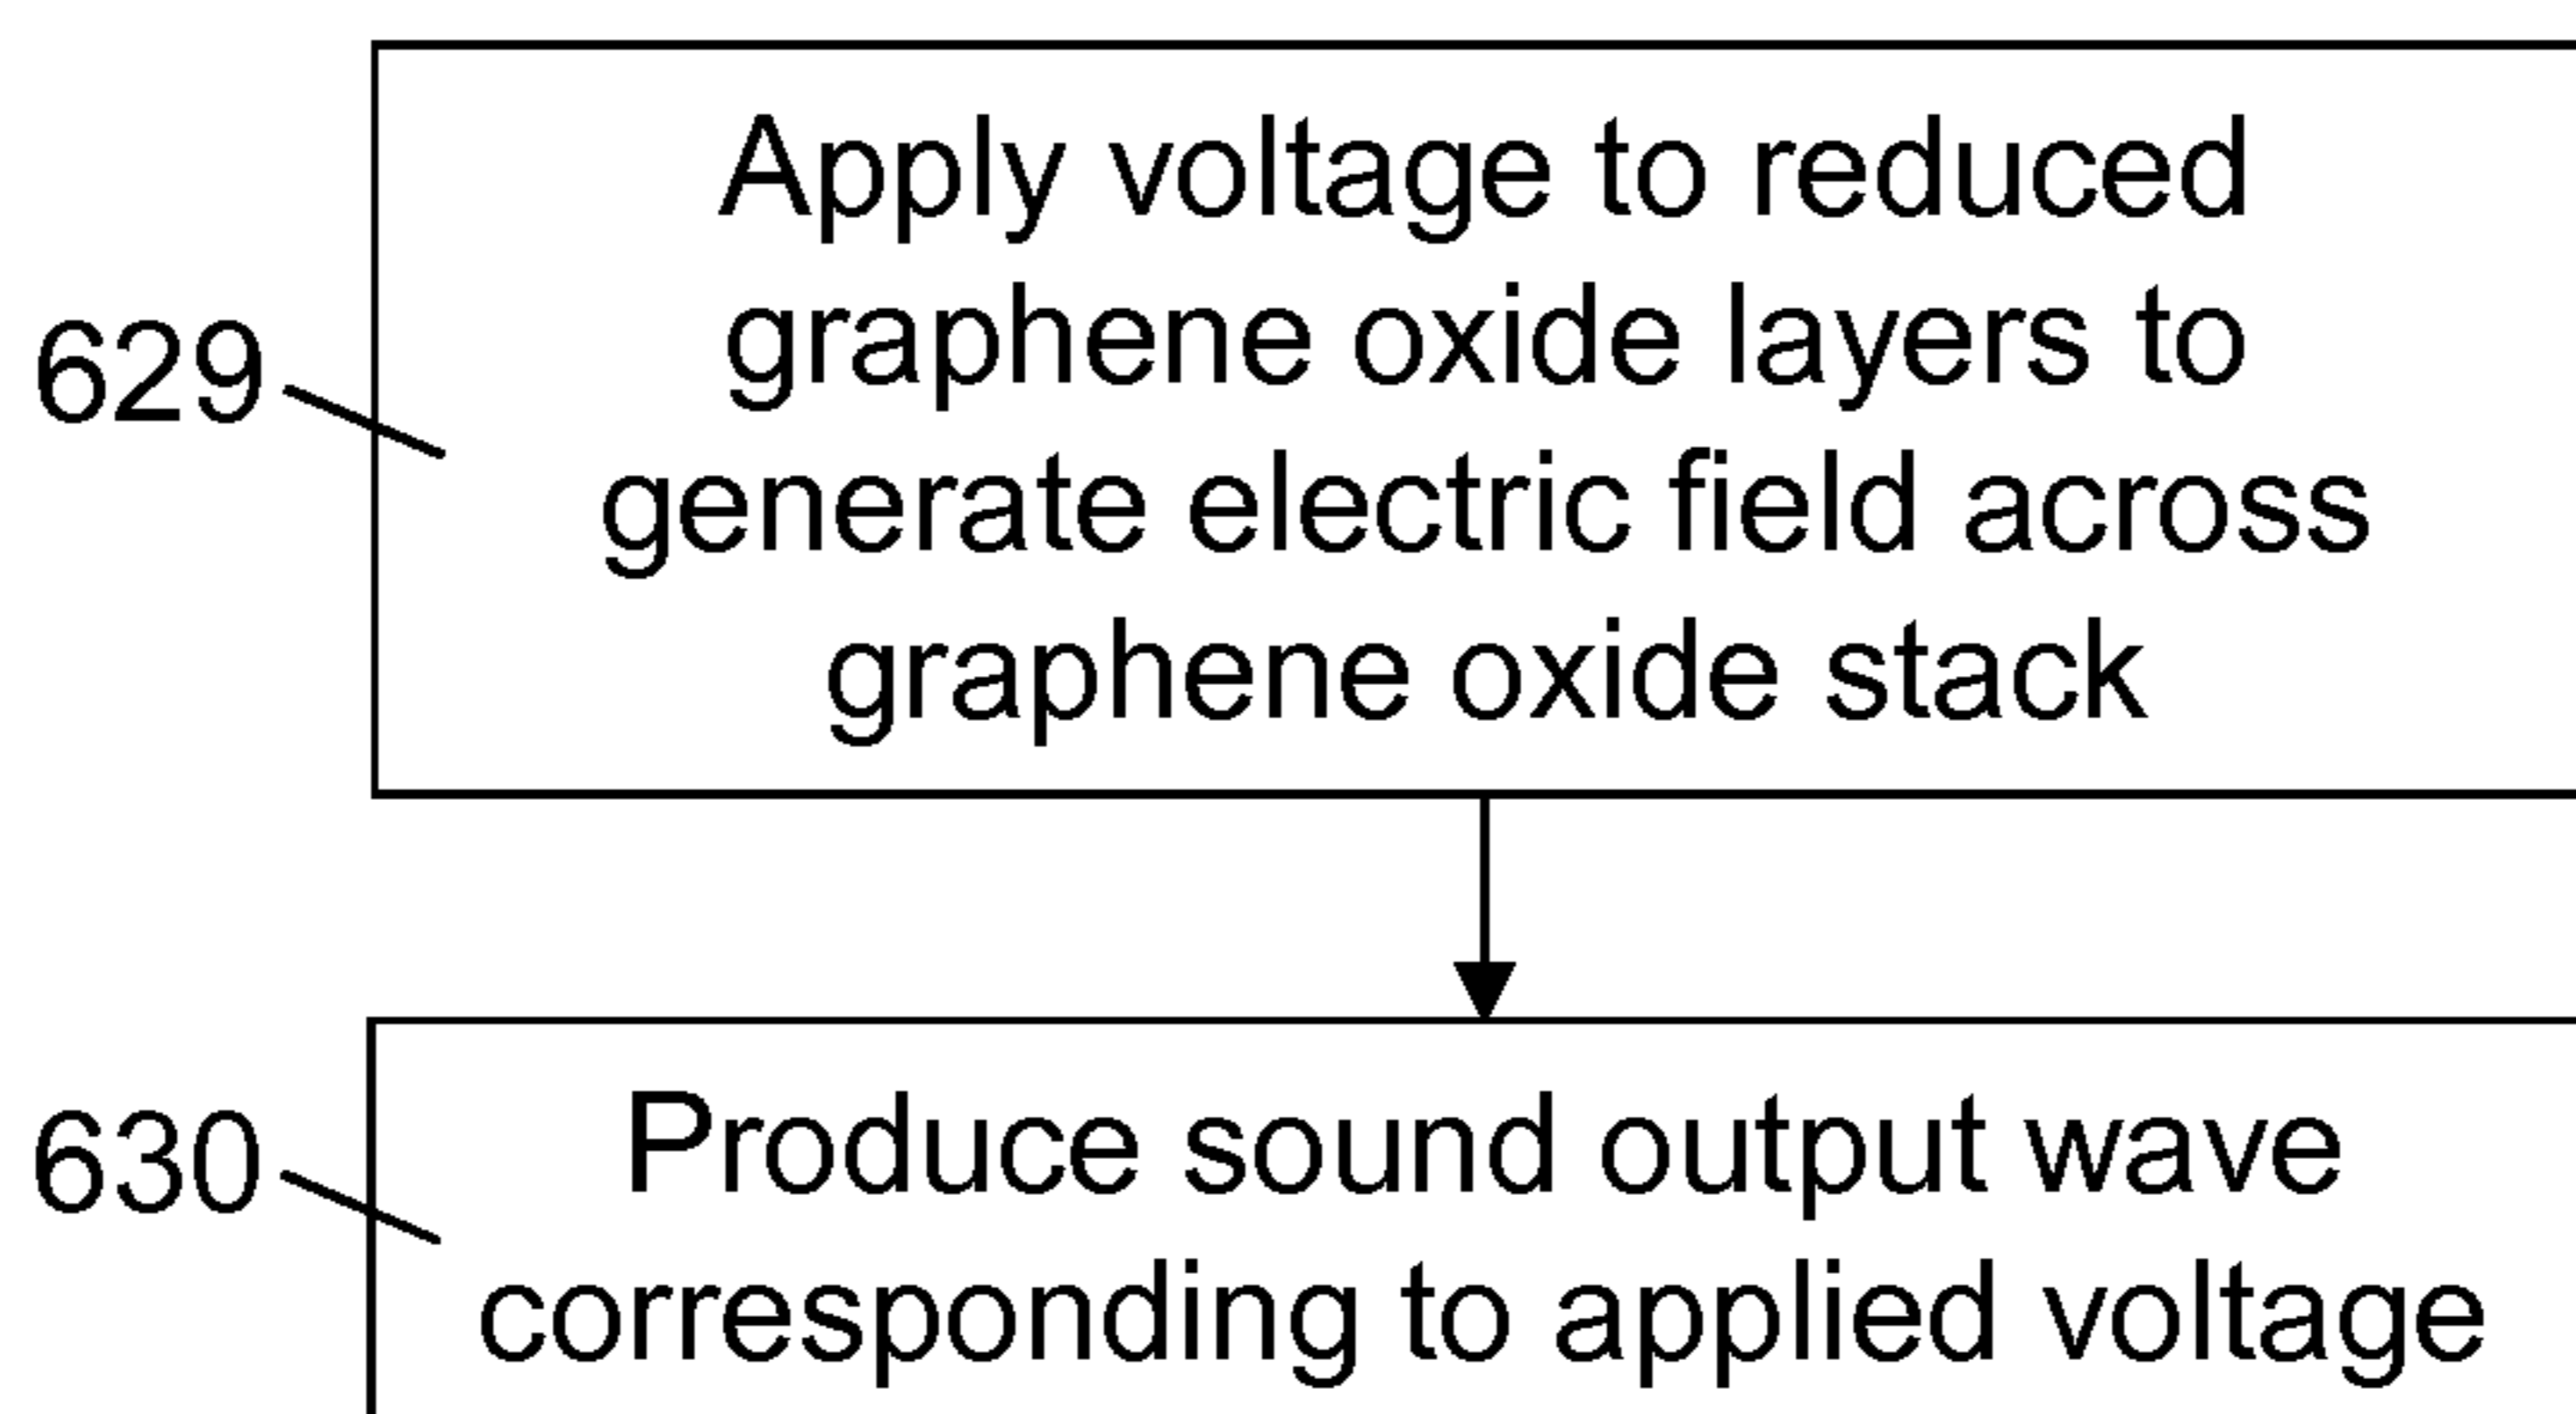 Apply voltage to reduced
graphene oxide layers to
629
generate electric field across
graphene oxide stack
630
Produce sound output wave
corresponding to applied voltage